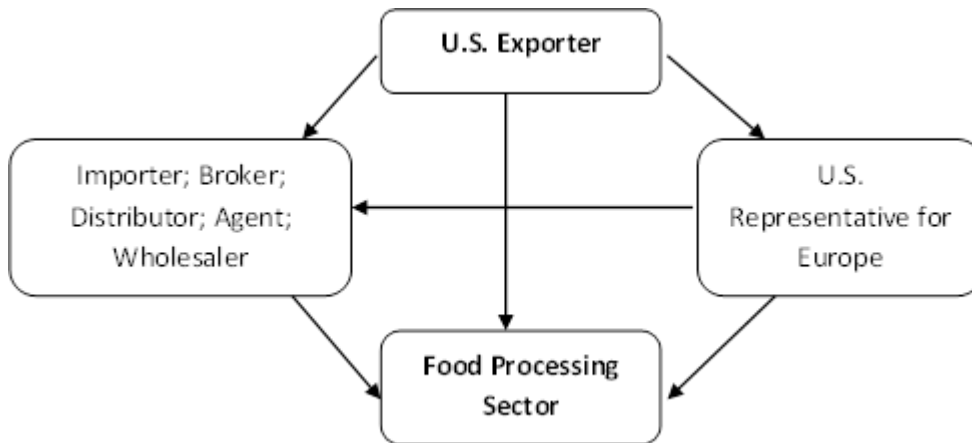 U.S. Exporter
Importer; Broker;
Distributor; Agent;
Wholesaler
U.S.
Representative for
Europe
Food Processing
Sector